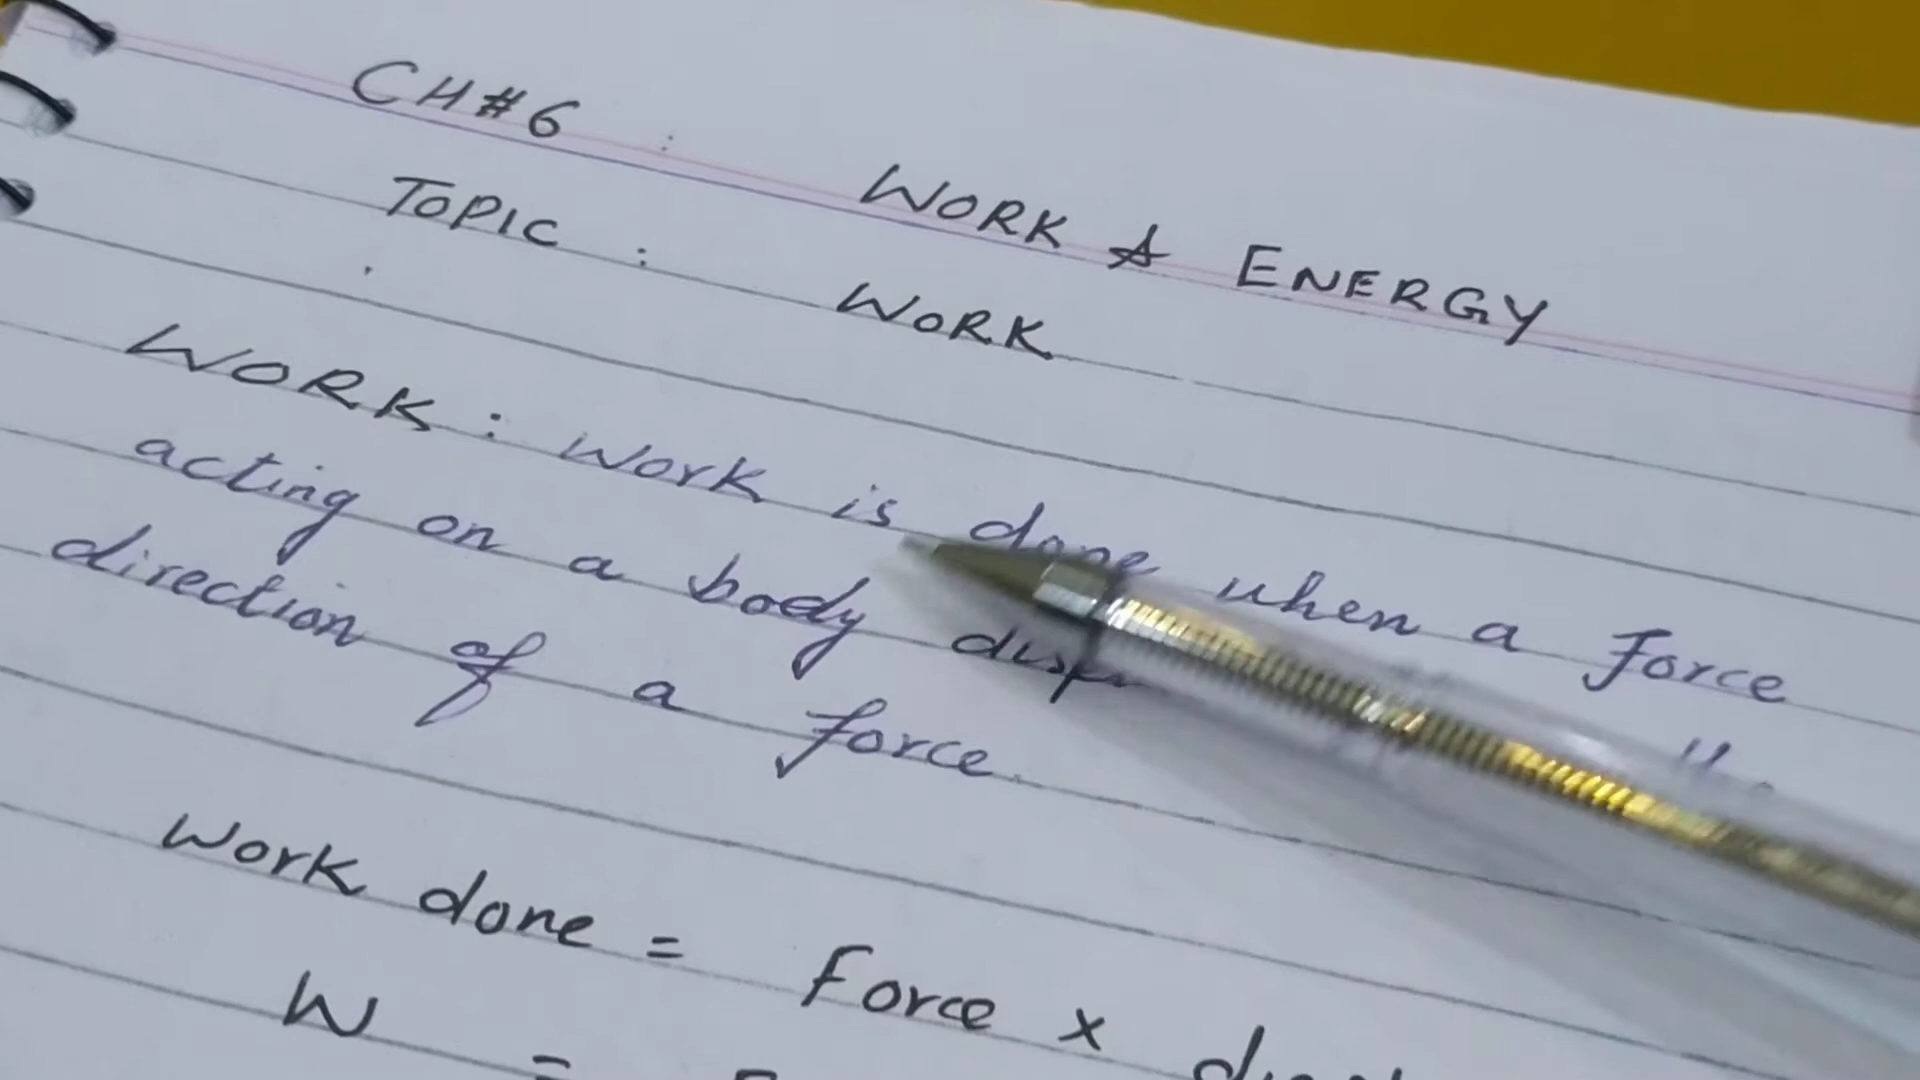 CH#6 : WORK & ENERGY
TOPIC : WORK
WORK: Work is done when a force
acting on a body
direction of a force.
Work done = Force x
W =